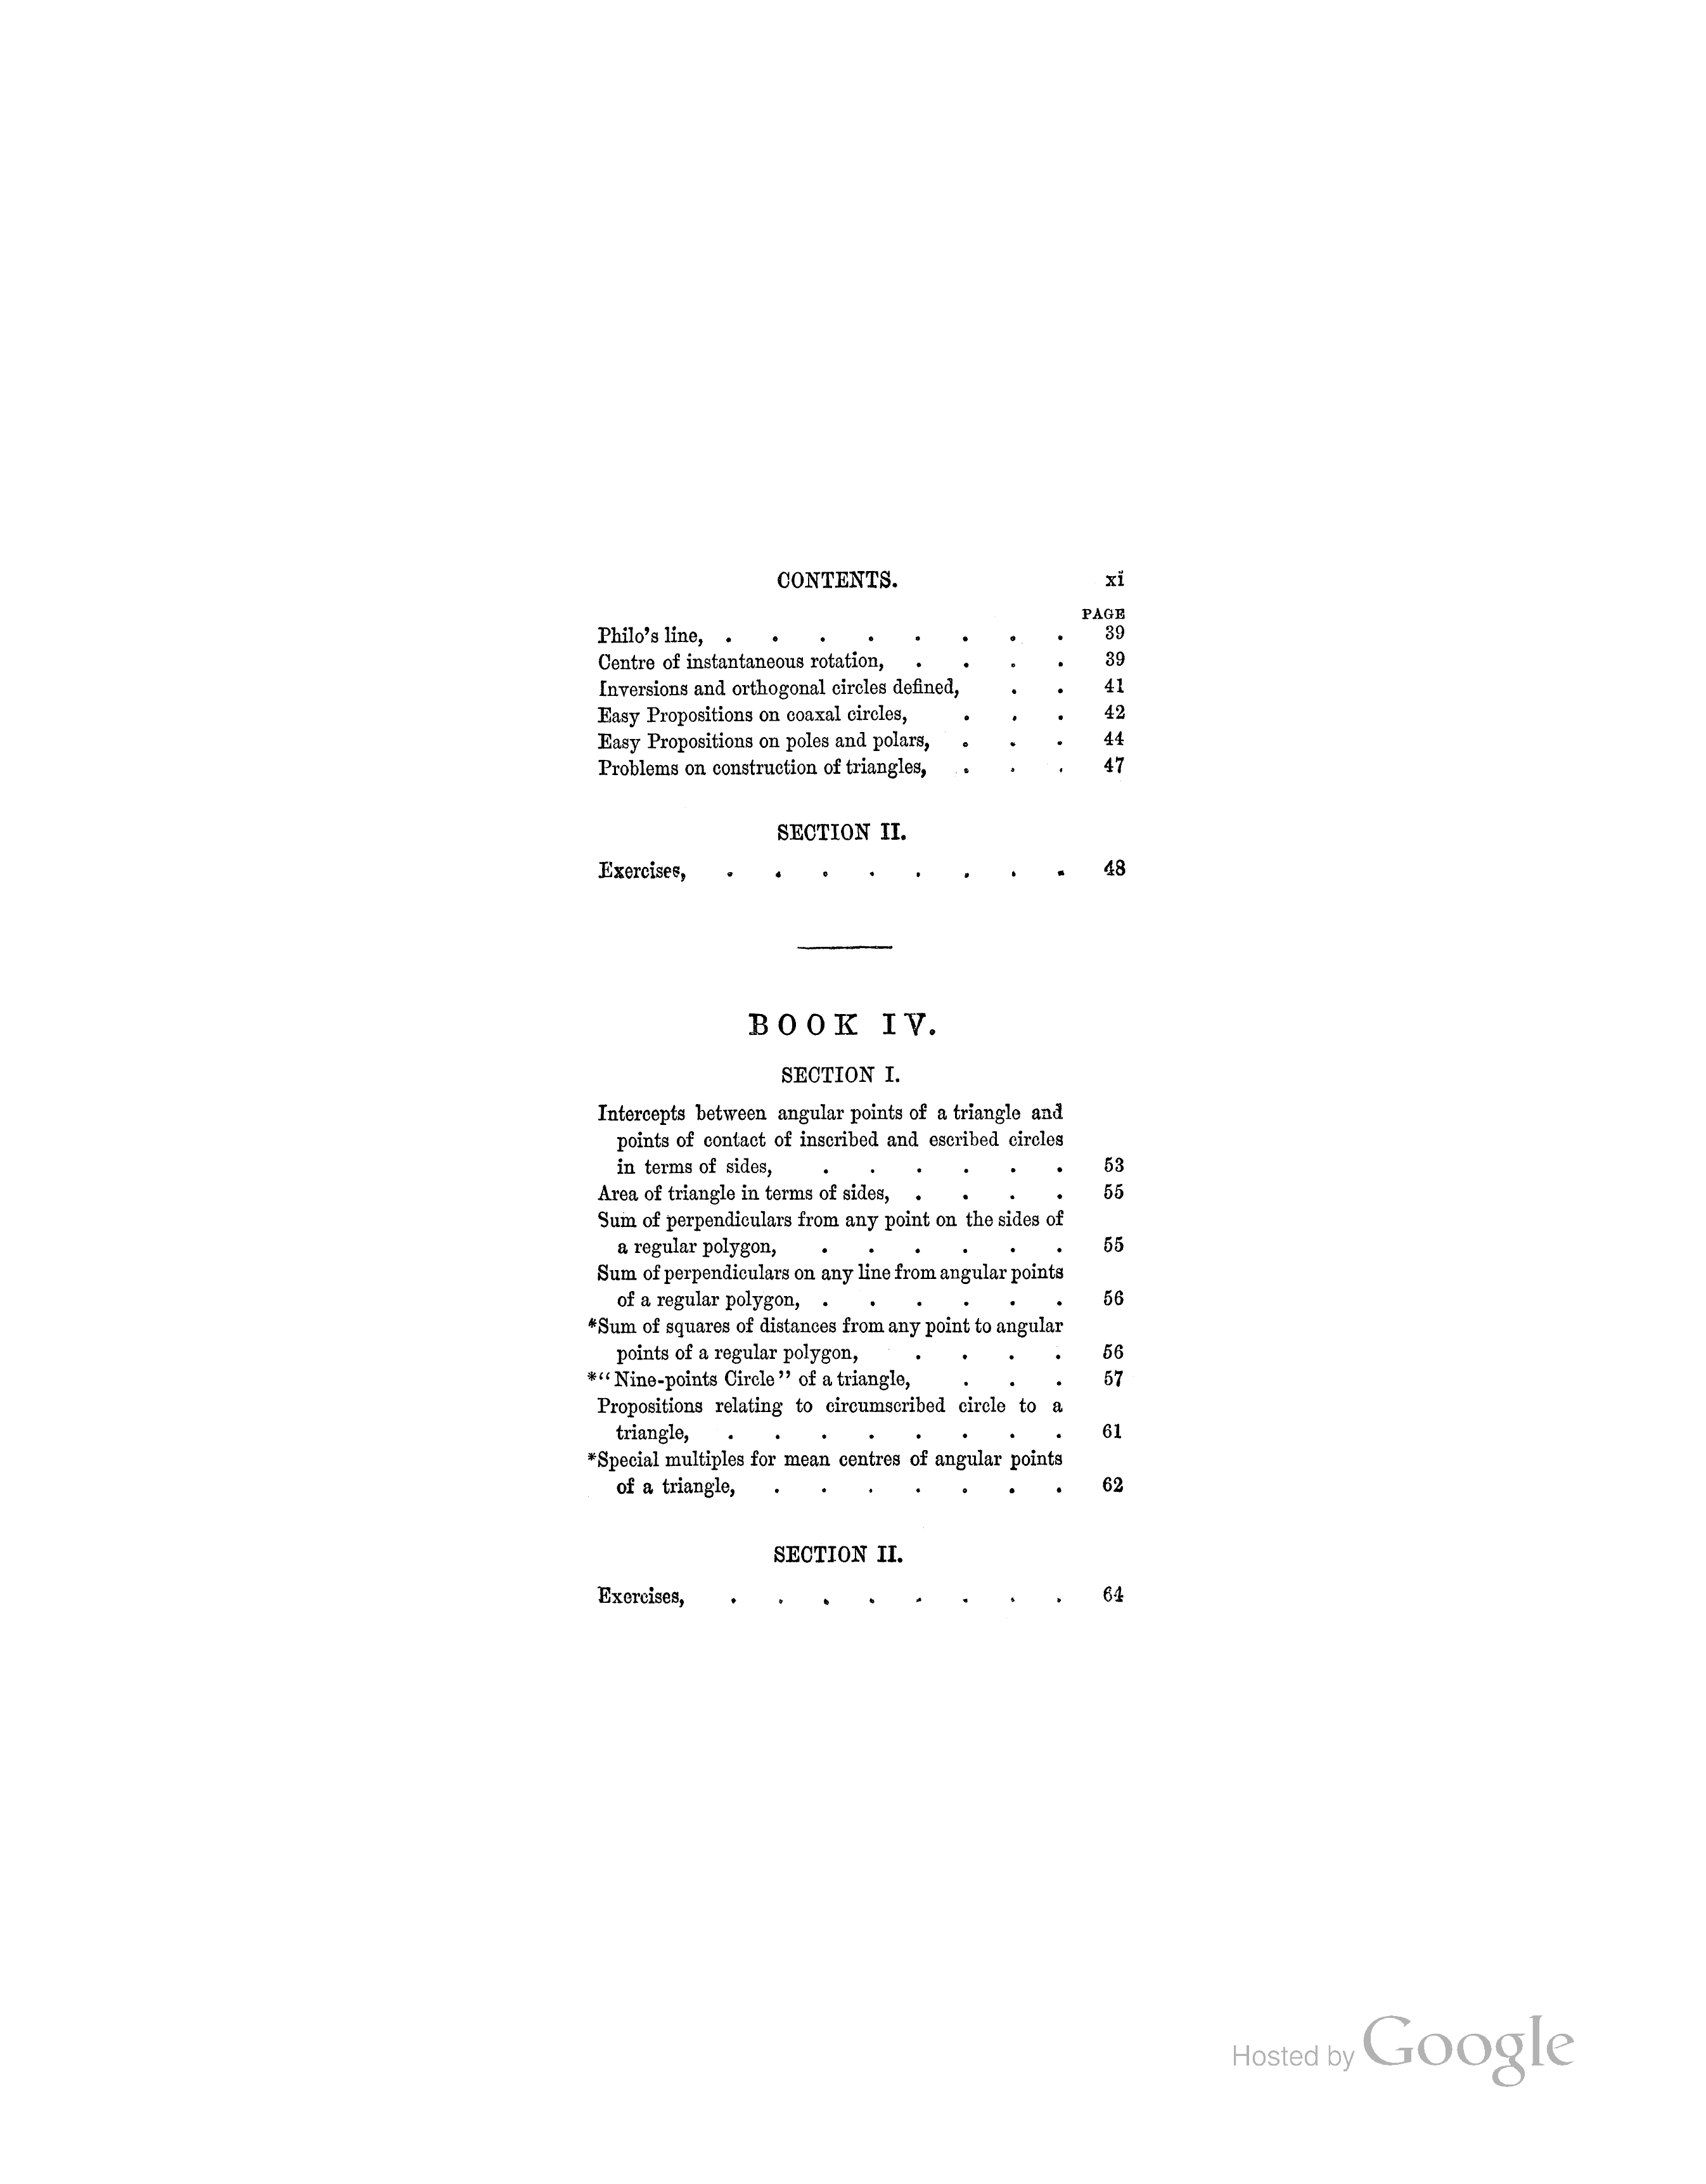 CONTENTS. xi
PAGE
Philo's line, . . . . . . . . 39
Centre of instantaneous rotation, . . . . 39
Inversions and orthogonal circles defined, . . 41
Easy Propositions on coaxal circles, . . . 42
Easy Propositions on poles and polars, . . . 44
Problems on construction of triangles, . . . 47
SECTION II.
Exercises, . . . . . . . . 48
BOOK IV.
SECTION I.
Intercepts between angular points of a triangle and
points of contact of inscribed and escribed circles
in terms of sides, . . . . . . 53
Area of triangle in terms of sides, . . . . 55
Sum of perpendiculars from any point on the sides of
a regular polygon, . . . . . . 55
Sum of perpendiculars on any line from angular points
of a regular polygon, . . . . . . 56
*Sum of squares of distances from any point to angular
points of a regular polygon, . . . . 56
*“Nine-points Circle” of a triangle, . . . 57
Propositions relating to circumscribed circle to a
triangle, . . . . . . . . 61
*Special multiples for mean centres of angular points
of a triangle, . . . . . . . 62
SECTION II.
Exercises, . . . . . . . . 64
Hosted by Google